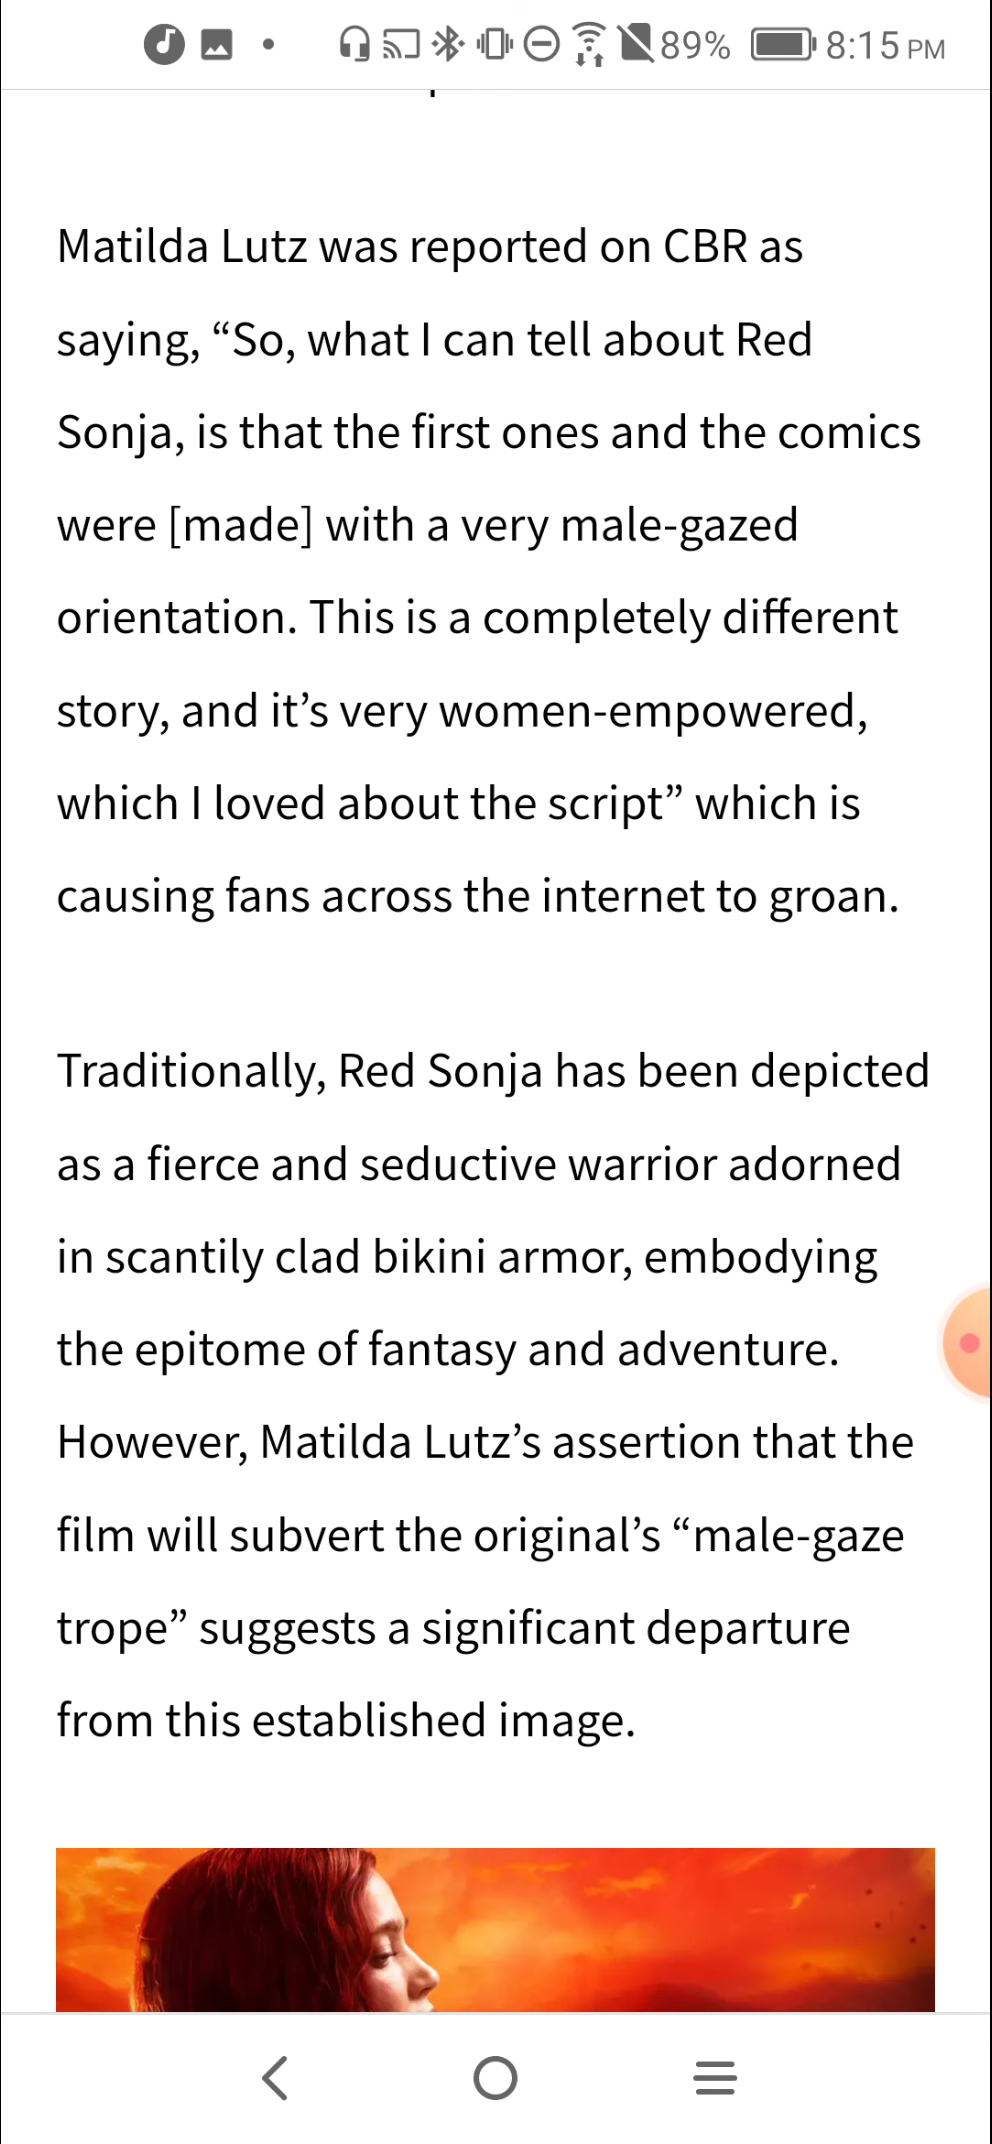 89% 8:15 PM
Matilda Lutz was reported on CBR as
saying, “So, what I can tell about Red
Sonja, is that the first ones and the comics
were [made] with a very male-gazed
orientation. This is a completely different
story, and it’s very women-empowered,
which I loved about the script” which is
causing fans across the internet to groan.
Traditionally, Red Sonja has been depicted
as a fierce and seductive warrior adorned
in scantily clad bikini armor, embodying
the epitome of fantasy and adventure.
However, Matilda Lutz’s assertion that the
film will subvert the original’s “male-gaze
trope” suggests a significant departure
from this established image.